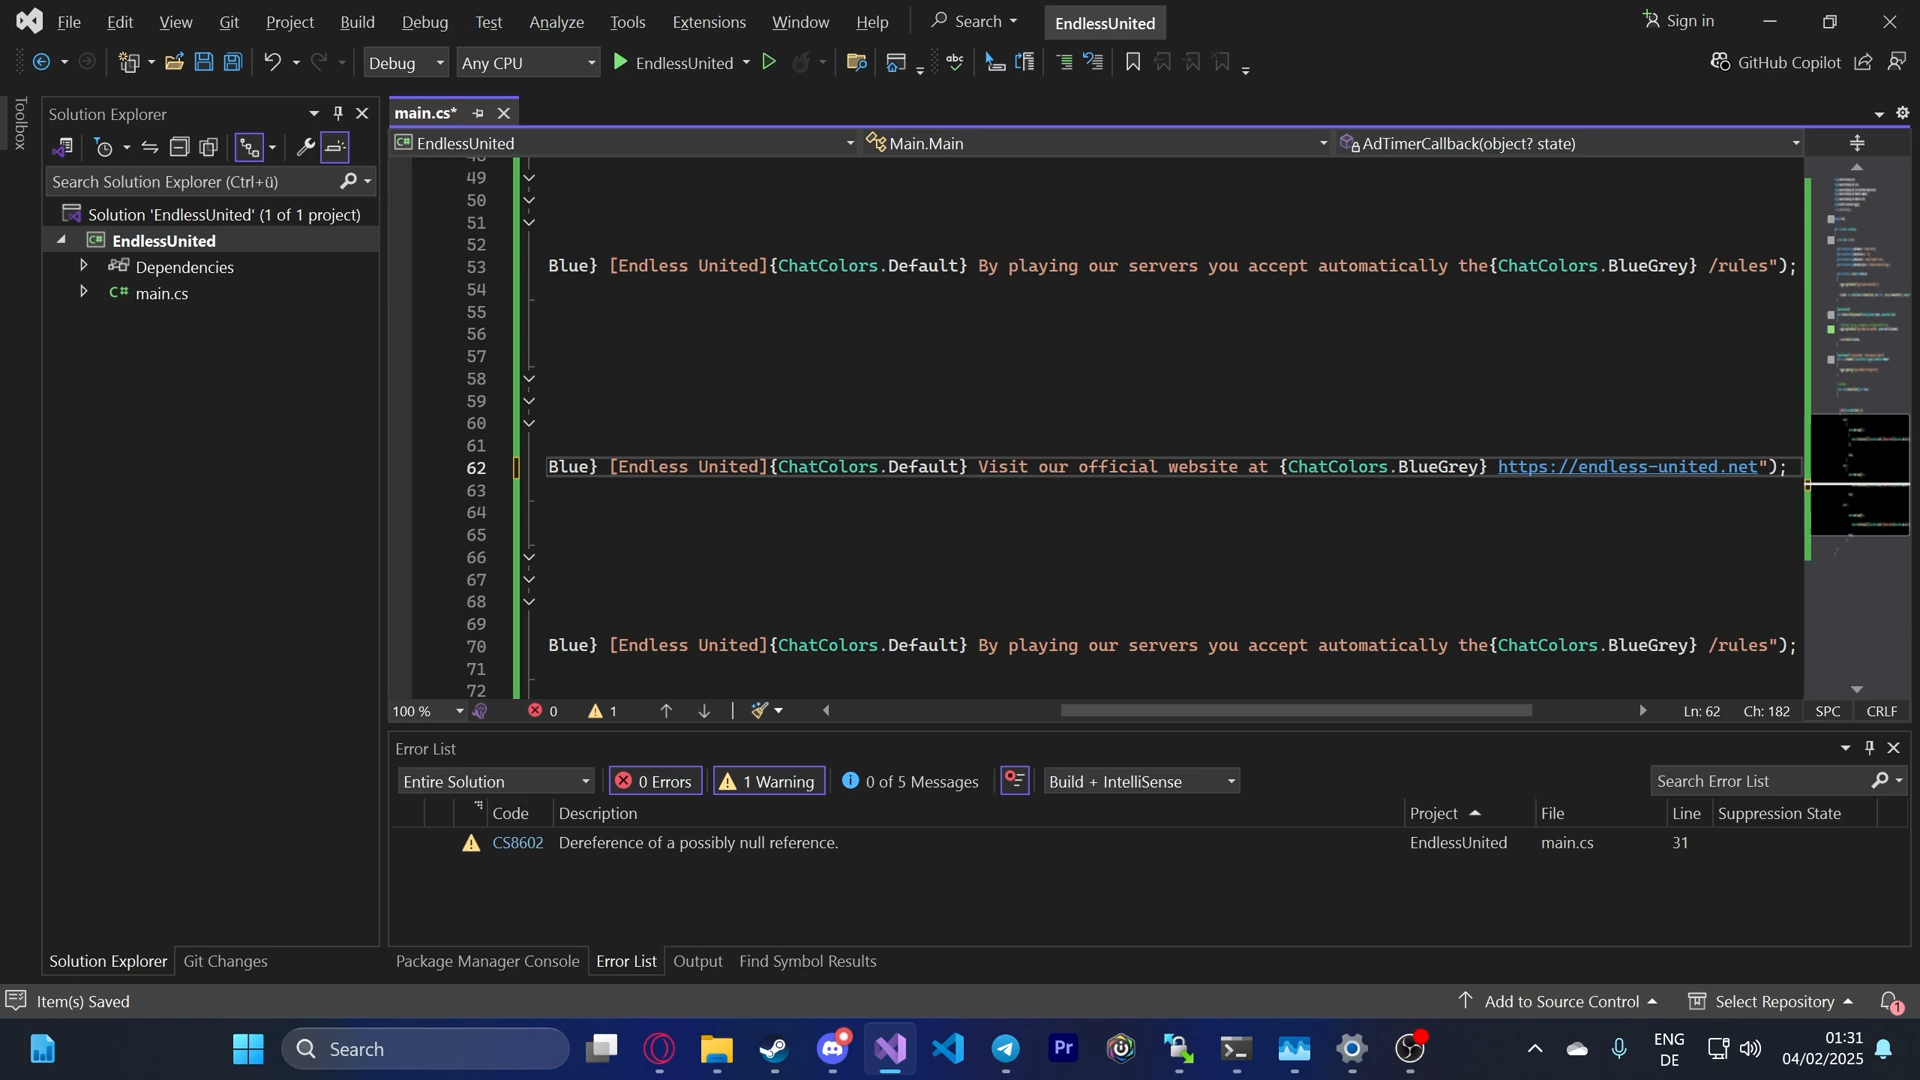 File Edit View Git Project Build Debug Test Analyze Tools Extensions Window Help Search EndlessUnited Sign in
Debug Any CPU EndlessUnited GitHub Copilot
Toolbox
Solution Explorer
Search Solution Explorer (Ctrl+ü)
Solution 'EndlessUnited' (1 of 1 project)
C# EndlessUnited
Dependencies
C# main.cs
main.cs*
C# EndlessUnited Main.Main AdTimerCallback(object? state)
49
50
51
52
53 Blue} [Endless United]{ChatColors.Default} By playing our servers you accept automatically the{ChatColors.BlueGrey} /rules");
54
55
56
57
58
59
60
61
62 Blue} [Endless United]{ChatColors.Default} Visit our official website at {ChatColors.BlueGrey} https://endless-united.net");
63
64
65
66
67
68
69
70 Blue} [Endless United]{ChatColors.Default} By playing our servers you accept automatically the{ChatColors.BlueGrey} /rules");
71
72
100 % 0 1 Ln: 62 Ch: 182 SPC CRLF
Error List
Entire Solution 0 Errors 1 Warning 0 of 5 Messages Build + IntelliSense Search Error List
Code Description Project File Line Suppression State
CS8602 Dereference of a possibly null reference. EndlessUnited main.cs 31
Solution Explorer Git Changes Package Manager Console Error List Output Find Symbol Results
Item(s) Saved Add to Source Control Select Repository 1
Search Pr ENG 01:31
DE 04/02/2025